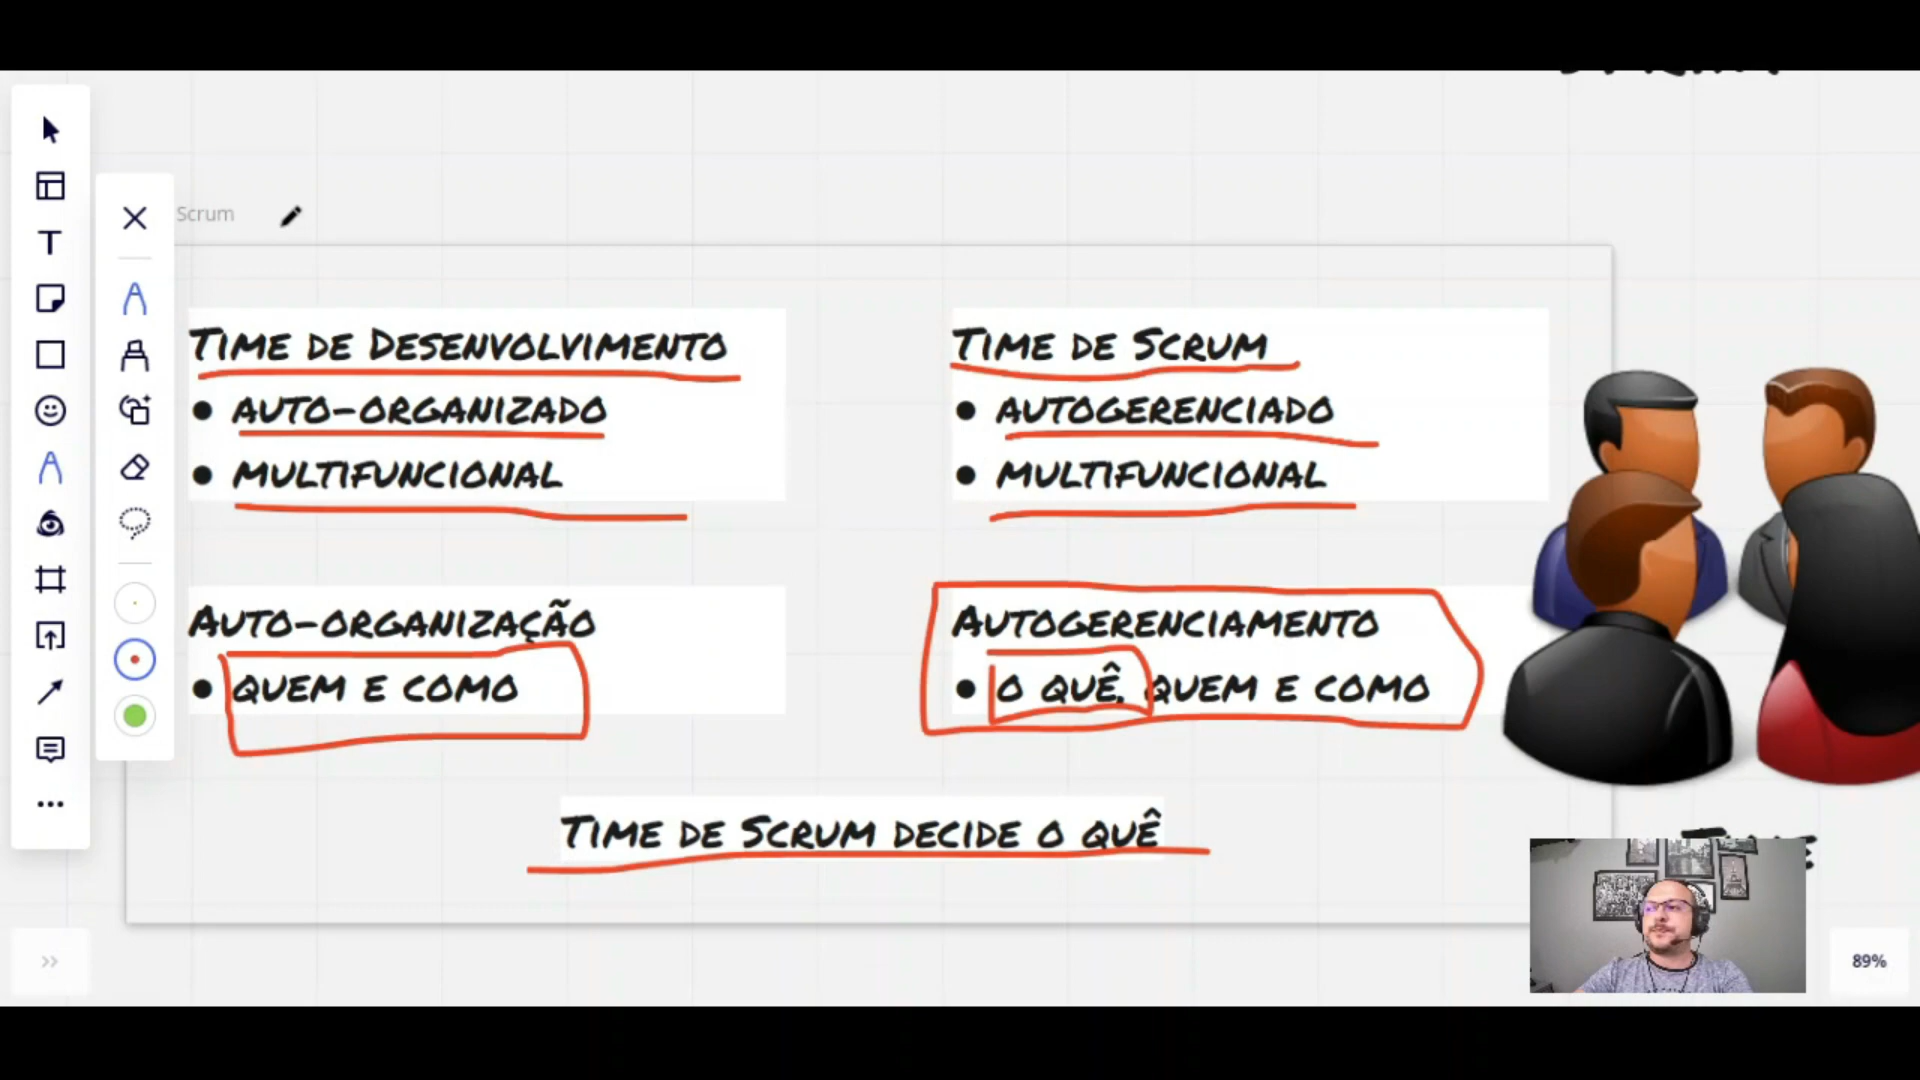 Scrum
TIME DE DESENVOLVIMENTO
● AUTO-ORGANIZADO
● MULTIFUNCIONAL
TIME DE SCRUM
● AUTOGERENCIADO
● MULTIFUNCIONAL
AUTO-ORGANIZAÇÃO
● QUEM E COMO
AUTOGERENCIAMENTO
● O QUÊ, QUEM E COMO
TIME DE SCRUM DECIDE O QUÊ
89%